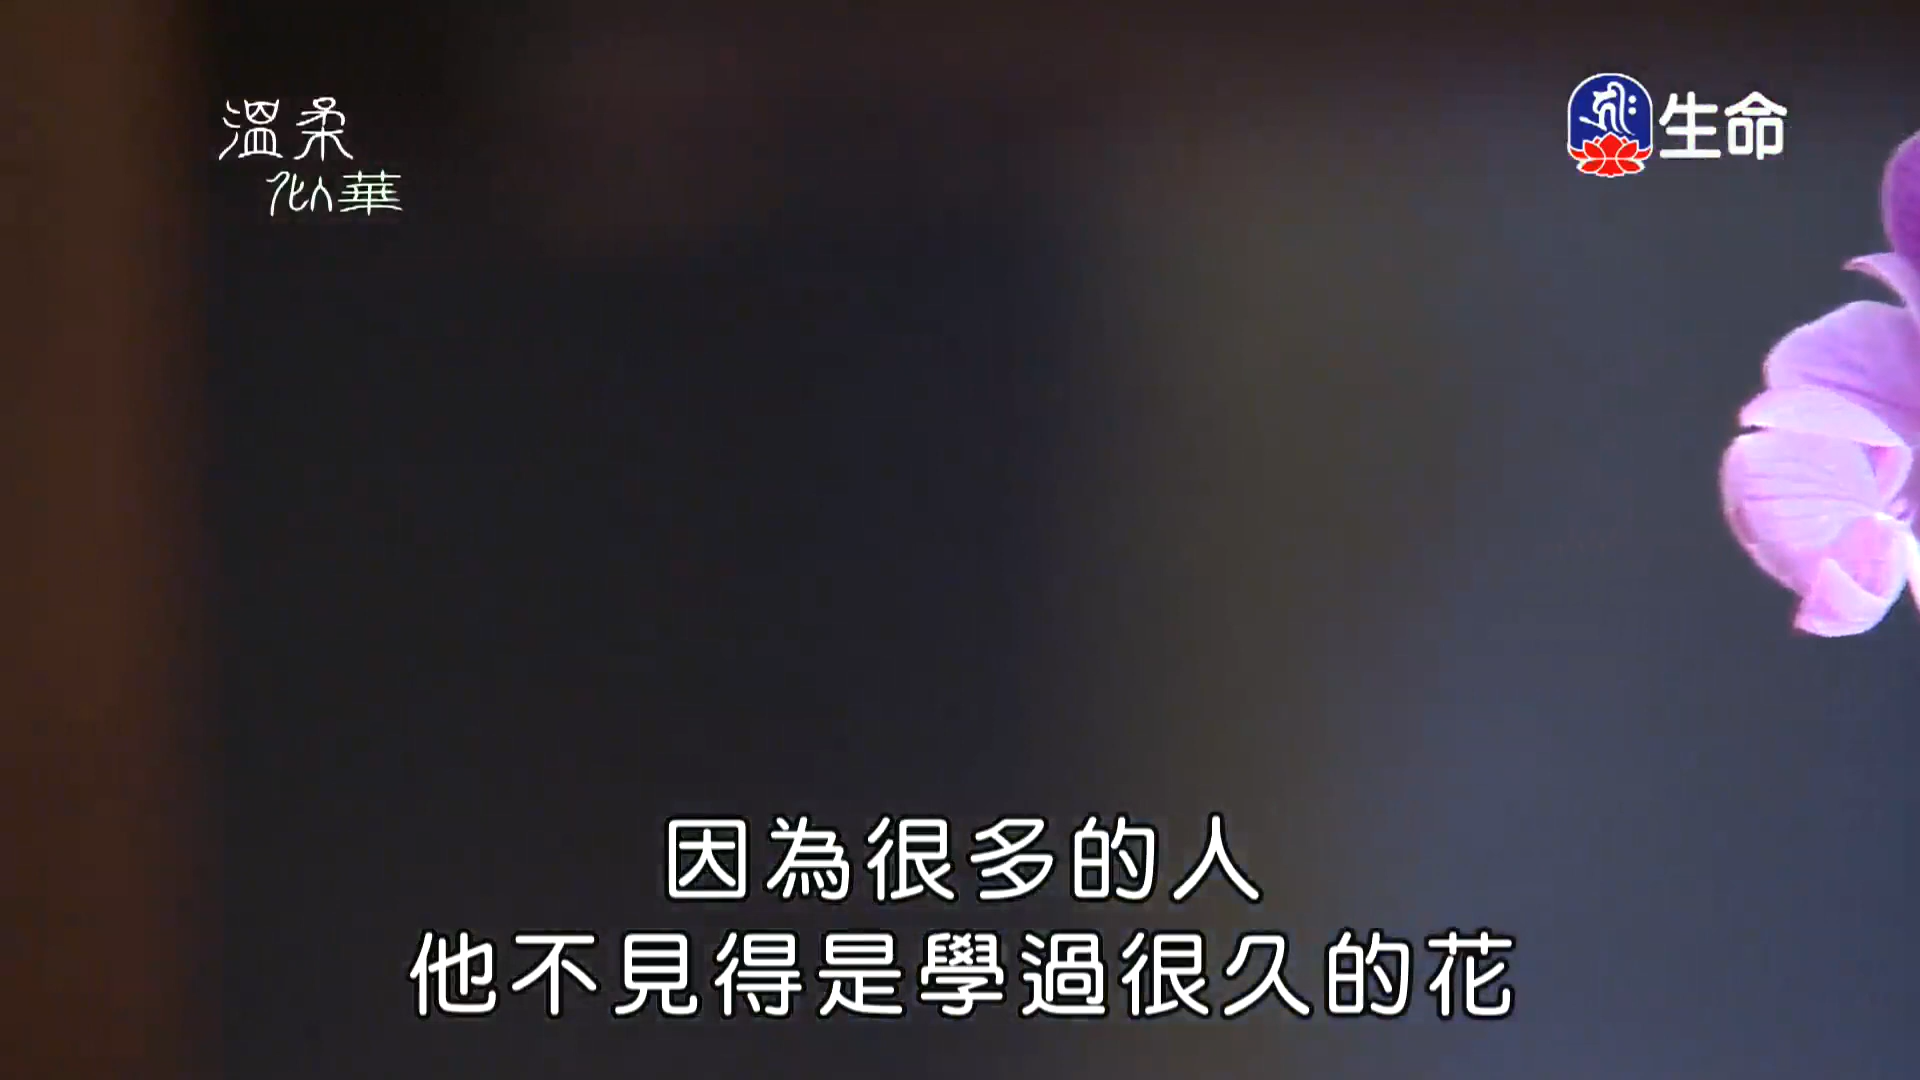 溫柔
似華
生命
因為很多的人
他不見得是學過很久的花